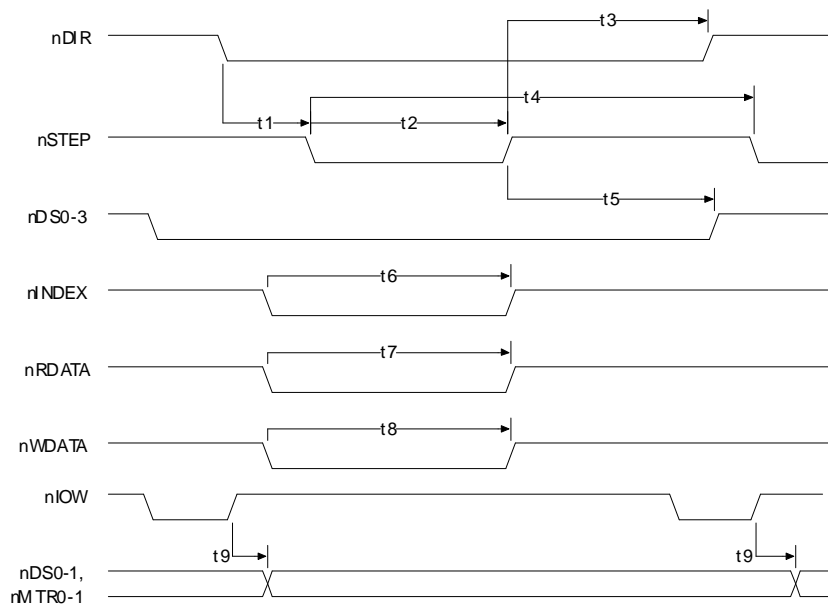 nDIR
t3
t4
t1
t2
nSTEP
t5
nDS0-3
t6
nINDEX
t7
nRDATA
t8
nWDATA
nIOW
t9
t9
nDS0-1,
nMTR0-1